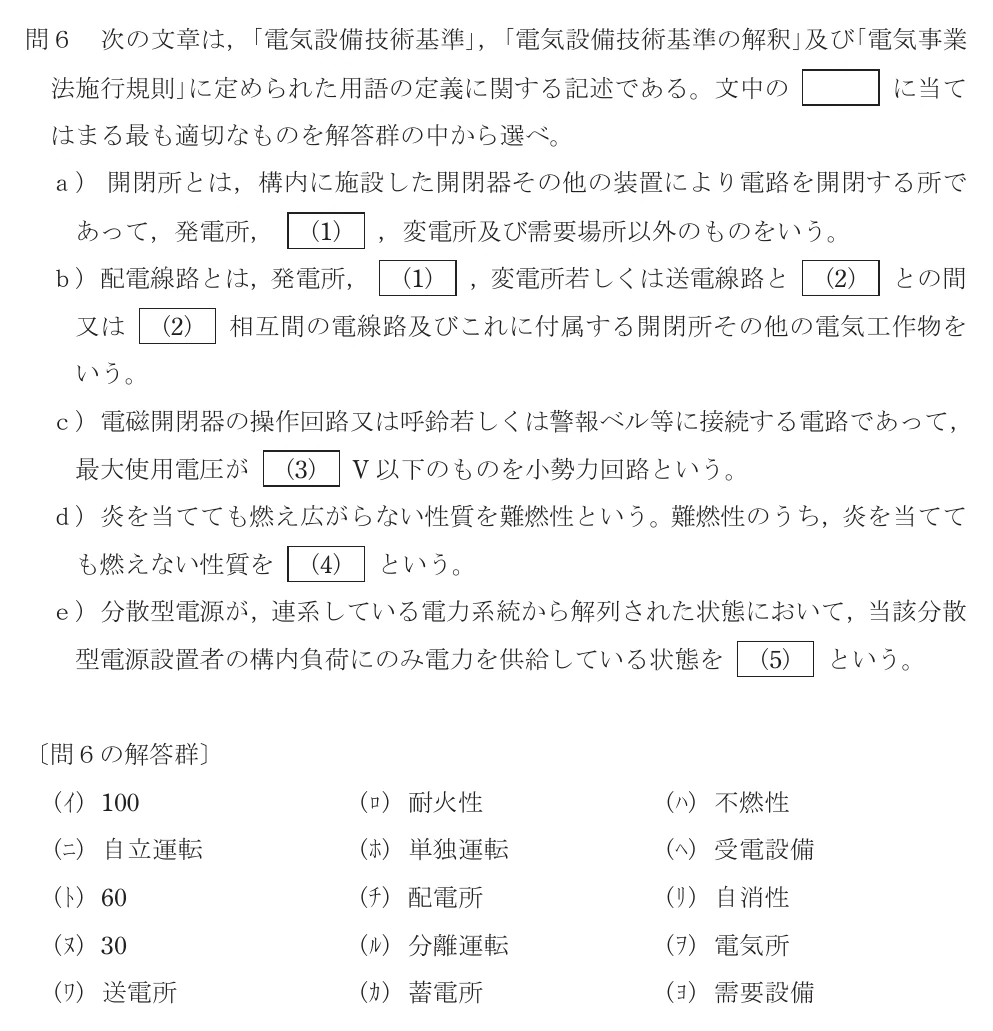 問６　次の文章は，「電気設備技術基準」，「電気設備技術基準の解釈」及び「電気事業
法施行規則」に定められた用語の定義に関する記述である。文中の　　　　に当て
はまる最も適切なものを解答群の中から選べ。
ａ）　開閉所とは，構内に施設した開閉器その他の装置により電路を開閉する所で
あって，発電所，　(1)　，変電所及び需要場所以外のものをいう。
ｂ）配電線路とは，発電所，　(1)　，変電所若しくは送電線路と　(2)　との間
又は　(2)　相互間の電線路及びこれに付属する開閉所その他の電気工作物を
いう。
ｃ）電磁開閉器の操作回路又は呼鈴若しくは警報ベル等に接続する電路であって，
最大使用電圧が　(3)　V 以下のものを小勢力回路という。
ｄ）炎を当てても燃え広がらない性質を難燃性という。難燃性のうち，炎を当てて
も燃えない性質を　(4)　という。
ｅ）分散型電源が，連系している電力系統から解列された状態において，当該分散
型電源設置者の構内負荷にのみ電力を供給している状態を　(5)　という。
〔問６の解答群〕
(ｲ)　100　(ﾛ)　耐火性　(ﾊ)　不燃性
(ﾆ)　自立運転　(ﾎ)　単独運転　(ﾍ)　受電設備
(ﾄ)　60　(ﾁ)　配電所　(ﾘ)　自消性
(ﾇ)　30　(ﾙ)　分離運転　(ｦ)　電気所
(ﾜ)　送電所　(ｶ)　蓄電所　(ﾖ)　需要設備